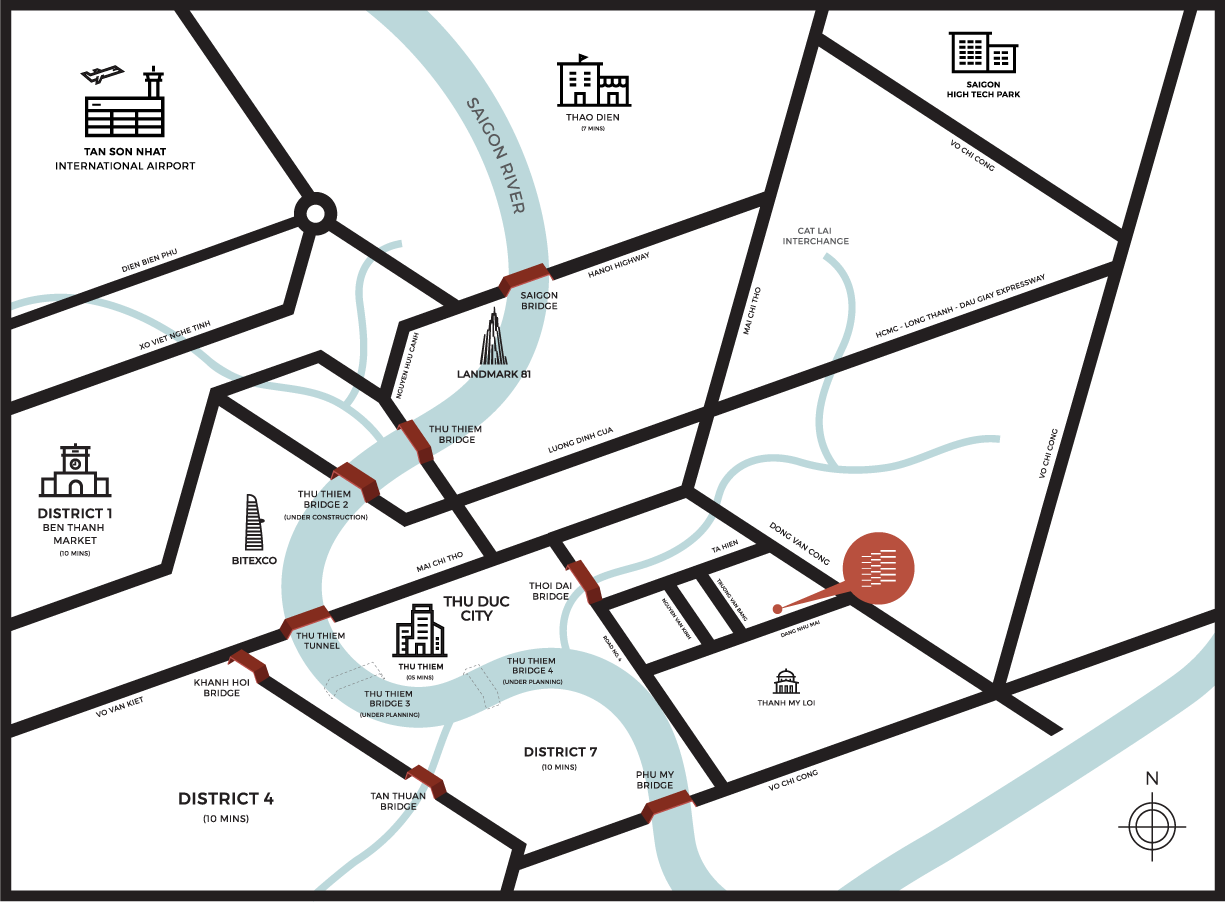 TAN SON NHAT
INTERNATIONAL AIRPORT
SAIGON RIVER
THAO DIEN
(7 MINS)
SAIGON
HIGH TECH PARK
VO CHI CONG
DIEN BIEN PHU
XO VIET NGHE TINH
HANOI HIGHWAY
SAIGON
BRIDGE
CAT LAI
INTERCHANGE
MAI CHI THO
HCMC - LONG THANH - DAU GIAY EXPRESSWAY
NGUYEN HUU CANH
LANDMARK 81
THU THIEM
BRIDGE
LUONG DINH CUA
VO CHI CONG
DISTRICT 1
BEN THANH
MARKET
(10 MINS)
BITEXCO
THU THIEM
BRIDGE 2
(UNDER CONSTRUCTION)
MAI CHI THO
THOI DAI
BRIDGE
TA HIEN
DONG VAN CONG
NGUYEN VAN KINH
TRUONG VAN BANG
DANG NHU MAI
ROAD NO. 6
THU DUC
CITY
THU THIEM
(05 MINS)
THU THIEM
TUNNEL
KHANH HOI
BRIDGE
VO VAN KIET
THU THIEM
BRIDGE 3
(UNDER PLANNING)
THU THIEM
BRIDGE 4
(UNDER PLANNING)
THANH MY LOI
DISTRICT 7
(10 MINS)
PHU MY
BRIDGE
VO CHI CONG
TAN THUAN
BRIDGE
DISTRICT 4
(10 MINS)
N